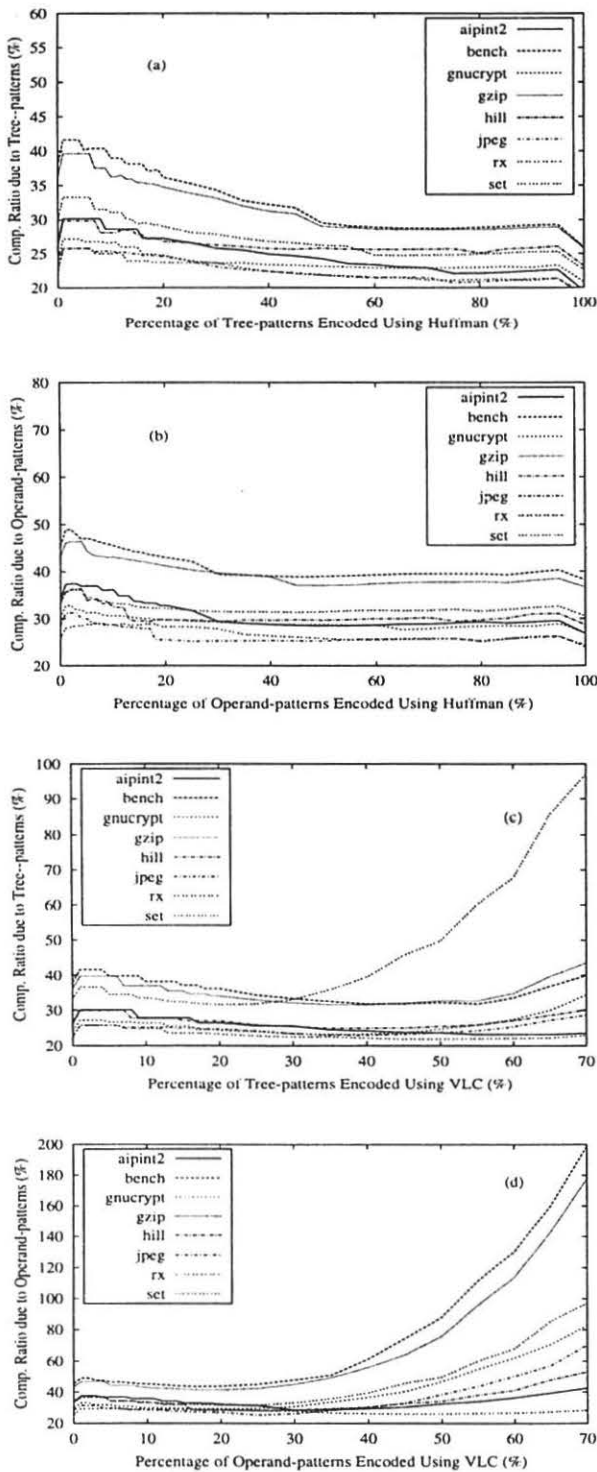 60
55
50
45
40
35
30
25
20
Comp. Ratio due to Tree--patterns (%)
(a)
aipint2
bench
gnucrypt
gzip
hill
jpeg
rx
set
0 20 40 60 80 100
Percentage of Tree-patterns Encoded Using Huffman (%)
80
70
60
50
40
30
20
Comp. Ratio due to Operand-patterns (%)
(b)
aipint2
bench
gnucrypt
gzip
hill
jpeg
rx
set
0 20 40 60 80 100
Percentage of Operand-patterns Encoded Using Huffman (%)
100
90
80
70
60
50
40
30
20
Comp. Ratio due to Tree--patterns (%)
aipint2
bench
gnucrypt
gzip
hill
jpeg
rx
set
(c)
0 10 20 30 40 50 60 70
Percentage of Tree-patterns Encoded Using VLC (%)
200
180
160
140
120
100
80
60
40
20
Comp. Ratio due to Operand-patterns (%)
aipint2
bench
gnucrypt
gzip
hill
jpeg
rx
set
(d)
0 10 20 30 40 50 60 70
Percentage of Operand-patterns Encoded Using VLC (%)